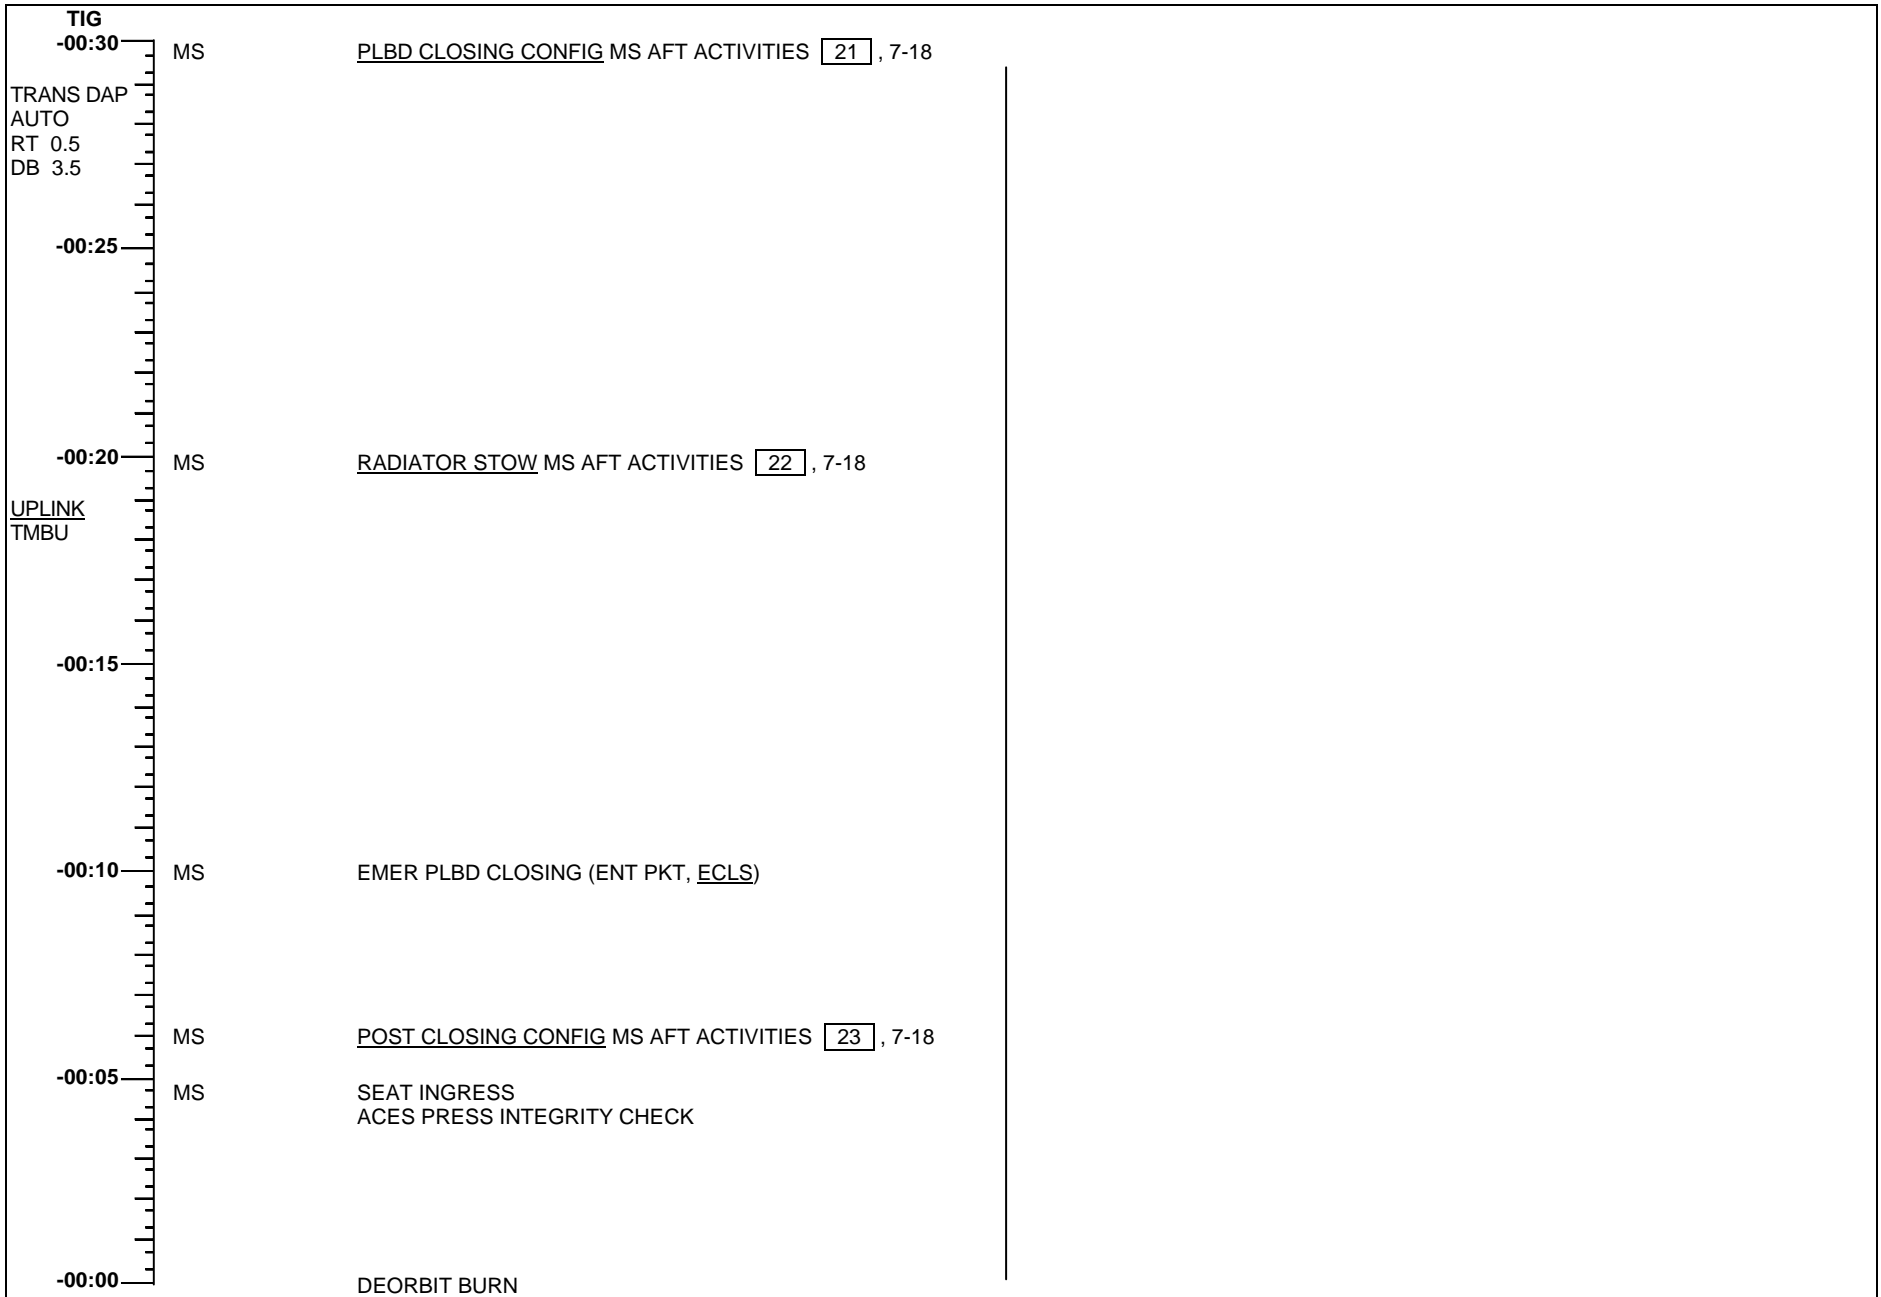 TIG
-00:30
MS PLBD CLOSING CONFIG MS AFT ACTIVITIES 21 , 7-18
TRANS DAP
AUTO
RT 0.5
DB 3.5
-00:25
-00:20
MS RADIATOR STOW MS AFT ACTIVITIES 22 , 7-18
UPLINK
TMBU
-00:15
-00:10
MS EMER PLBD CLOSING (ENT PKT, ECLS)
MS POST CLOSING CONFIG MS AFT ACTIVITIES 23 , 7-18
-00:05
MS SEAT INGRESS
ACES PRESS INTEGRITY CHECK
-00:00
DEORBIT BURN